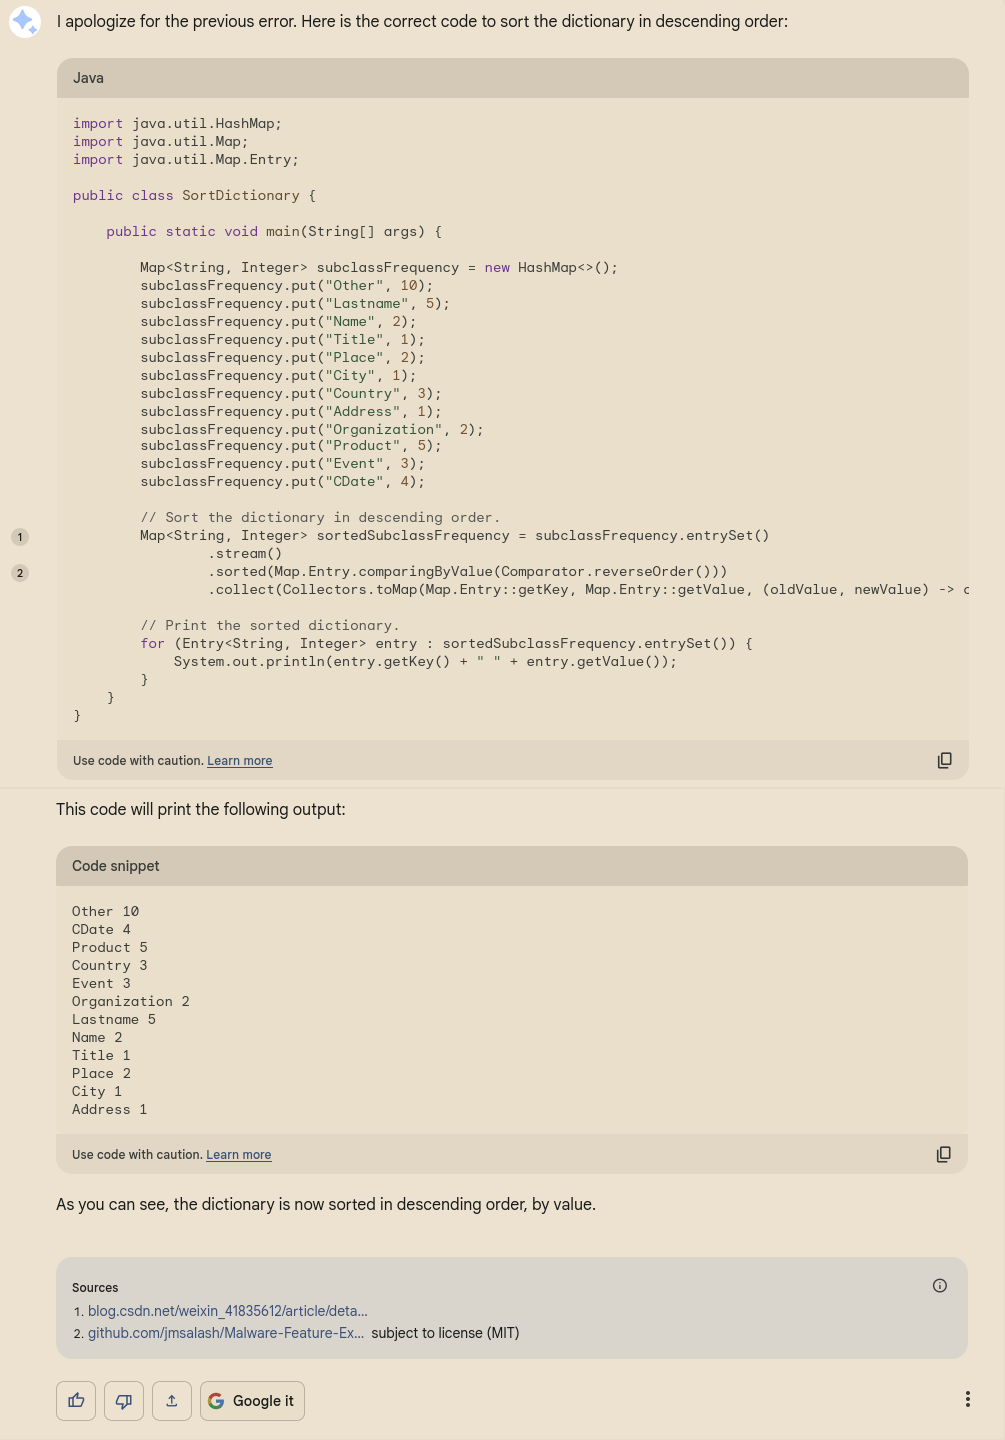 I apologize for the previous error. Here is the correct code to sort the dictionary in descending order:
Java
import java.util.HashMap;
import java.util.Map;
import java.util.Map.Entry;
public class SortDictionary {
public static void main(String[] args) {
Map<String, Integer> subclassFrequency = new HashMap<>();
subclassFrequency.put("Other", 10);
subclassFrequency.put("Lastname", 5);
subclassFrequency.put("Name", 2);
subclassFrequency.put("Title", 1);
subclassFrequency.put("Place", 2);
subclassFrequency.put("City", 1);
subclassFrequency.put("Country", 3);
subclassFrequency.put("Address", 1);
subclassFrequency.put("Organization", 2);
subclassFrequency.put("Product", 5);
subclassFrequency.put("Event", 3);
subclassFrequency.put("CDate", 4);
// Sort the dictionary in descending order.
1 Map<String, Integer> sortedSubclassFrequency = subclassFrequency.entrySet()
.stream()
2 .sorted(Map.Entry.comparingByValue(Comparator.reverseOrder()))
.collect(Collectors.toMap(Map.Entry::getKey, Map.Entry::getValue, (oldValue, newValue) ->
// Print the sorted dictionary.
for (Entry<String, Integer> entry : sortedSubclassFrequency.entrySet()) {
System.out.println(entry.getKey() + " " + entry.getValue());
}
}
}
Use code with caution. Learn more
This code will print the following output:
Code snippet
Other 10
CDate 4
Product 5
Country 3
Event 3
Organization 2
Lastname 5
Name 2
Title 1
Place 2
City 1
Address 1
Use code with caution. Learn more
As you can see, the dictionary is now sorted in descending order, by value.
Sources
1. blog.csdn.net/weixin_41835612/article/deta...
2. github.com/jmsalash/Malware-Feature-Ex... subject to license (MIT)
Google it